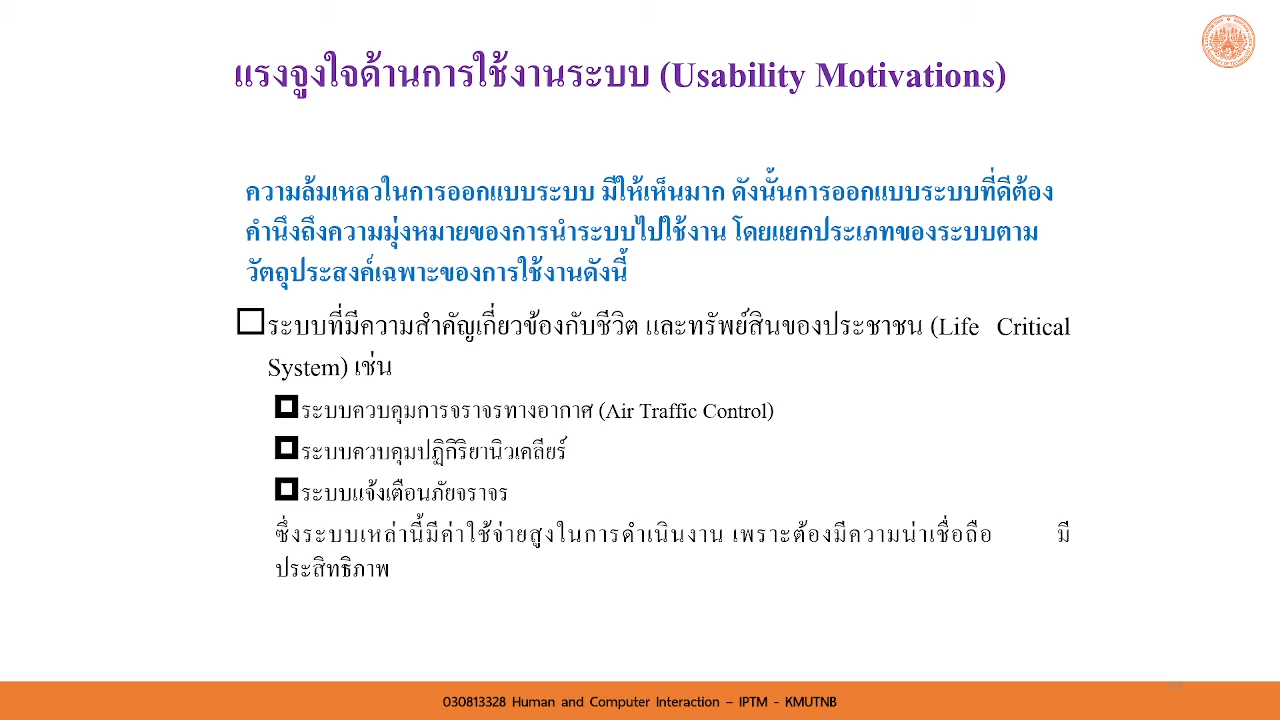 แรงจูงใจด้านการใช้งานระบบ (Usability Motivations)
ความล้มเหลวในการออกแบบระบบ มีให้เห็นมาก ดังนั้นการออกแบบระบบที่ดีต้อง
คำนึงถึงความมุ่งหมายของการนำระบบไปใช้งาน โดยแยกประเภทของระบบตาม
วัตถุประสงค์เฉพาะของการใช้งานดังนี้
ระบบที่มีความสำคัญเกี่ยวข้องกับชีวิต และทรัพย์สินของประชาชน (Life Critical
System) เช่น
ระบบควบคุมการจราจรทางอากาศ (Air Traffic Control)
ระบบควบคุมปฏิกิริยานิวเคลียร์
ระบบแจ้งเตือนภัยจราจร
ซึ่งระบบเหล่านี้มีค่าใช้จ่ายสูงในการดำเนินงาน เพราะต้องมีความน่าเชื่อถือ มี
ประสิทธิภาพ
030813328 Human and Computer Interaction – IPTM - KMUTNB